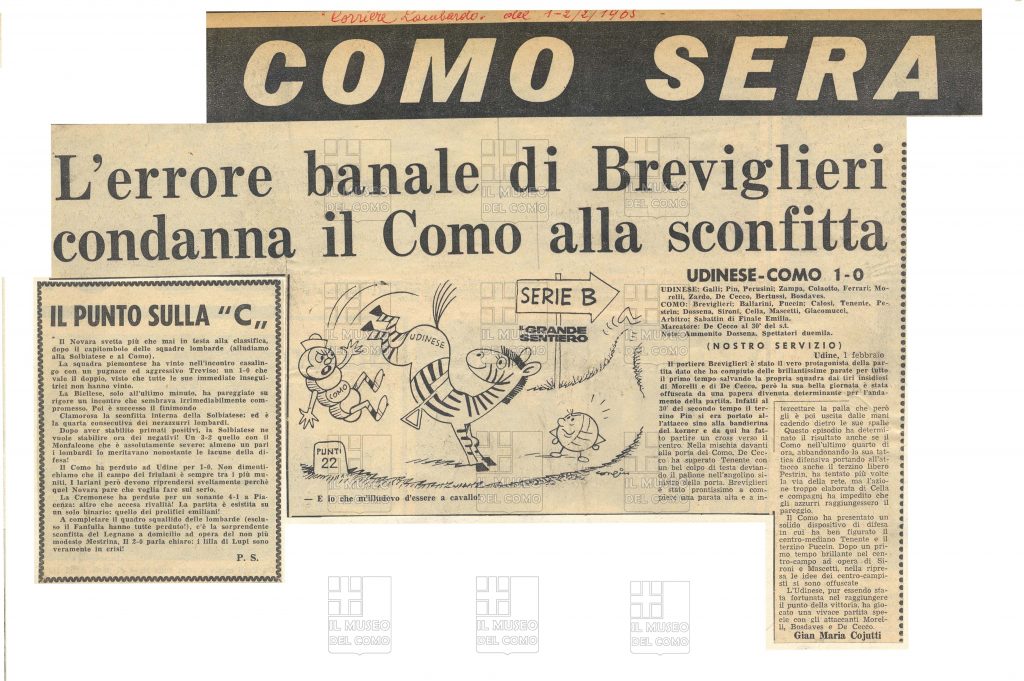 Corriere Lombardo. del 1-2/2/1965
COMO SERA
L'errore banale di Breviglieri
condanna il Como alla sconfitta
IL PUNTO SULLA "C„
Il Novara svetta più che mai in testa alla classifica,
dopo il capitombolo delle squadre lombarde (alludiamo
alla Solbiatese e al Como).
La squadra piemontese ha vinto nell'incontro casalin-
go con un pugnace ed aggressivo Treviso: un 1-0 che
vale il doppio, visto che tutte le sue immediate insegui-
trici non hanno vinto.
La Biellese, solo all'ultimo minuto, ha pareggiato su
rigore un incontro che sembrava irrimediabilmente com-
promesso. Poi è successo il finimondo
Clamorosa la sconfitta interna della Solbiatese: ed è
la quarta consecutiva dei nerazzurri lombardi.
Dopo aver stabilito primati positivi, la Solbiatese ne
vuole stabilire ora dei negativi! Un 3-2 quello con il
Monfalcone che è assolutamente severo: almeno un pari
i lombardi lo meritavano nonostante le lacune della di-
fesa!
Il Como ha perduto ad Udine per 1-0. Non dimenti-
chiamo che il campo dei friulani è sempre tra i più mu-
niti. I lariani però devono riprendersi sveltamente perchè
quel Novara pare che voglia fare sul serio.
La Cremonese ha perduto per un sonante 4-1 a Pia-
cenza: altro che accesa rivalità! La partita è esistita su
un solo binario: quello dei prolifici emiliani!
A completare il quadro squallido delle lombarde (esclu-
so il Fanfulla hanno tutte perduto!), c'è la sorprendente
sconfitta del Legnano a domicilio ad opera del non più
modesto Mestrina, Il 2-0 parla chiaro: i lilla di Lupi sono
veramente in crisi!
P. S.
SERIE B
IL GRANDE
SENTIERO
UDINESE
COMO
PUNTI
22
— E io che m'illudevo d'essere a cavallo!
UDINESE-COMO 1-0
UDINESE: Galli; Pin, Perusini; Zampa, Colaotto, Ferrari; Mo-
relli, Zardo, De Cecco, Bertussi, Bosdaves.
COMO: Breviglieri; Ballarini, Puccin; Calosi, Tenente, Pe-
strin; Dossena, Sironi, Cella, Mascetti, Giacomucci.
Arbitro: Sabattin di Finale Emilia.
Marcatore: De Cecco al 30' del s.t.
Note: Ammonito Dossena, Spettatori duemila.
(NOSTRO SERVIZIO)
Udine, 1 febbraio
Il portiere Breviglieri è stato il vero protagonista della par-
tita dato che ha compiuto delle brillantissime parate per tutto
il primo tempo salvando la propria squadra dai tiri insidiosi
di Morelli e di De Cecco, però la sua bella giornata è stata
offuscata da una papera divenuta determinante per l'anda-
mento della partita. Infatti al
30' del secondo tempo il ter-
zino Pin si era portato al-
l'attacco sino alla bandierina
del korner e da qui ha fat-
to partire un cross verso il
centro. Nella mischia davanti
alla porta del Como, De Cec-
co ha superato Tenente con
un bel colpo di testa devian-
do il pallone nell'angolino si-
nistro della porta. Breviglieri
è stato prontissimo a com-
piere una parata alta e a in-
tercettare la palla che però
gli è poi uscita dalle mani
cadendo dietro le sue spalle
Questo episodio ha determi-
nato il risultato anche se il
Como nell'ultimo quarto di
ora, abbandonando la sua tat-
tica difensiva portando all'at-
tacco anche il terzino libero
Pestrin, ha tentato più volte
la via della rete, ma l'azio-
ne troppo elaborata di Cella
e compagni ha impedito che
gli azzurri raggiungessero il
pareggio.
Il Como ha presentato un
solido dispositivo di difesa
in cui ha ben figurato il
centro-mediano Tenente e il
terzino Puccin. Dopo un pri-
mo tempo brillante nel cen-
tro-campo ad opera di Si-
roni e Mascetti, nella ripre-
sa le idee dei centro-campi-
sti si sono offuscate
L'Udinese, pur essendo stata
fortunata nel raggiungere
il punto della vittoria, ha gio-
cato una vivace partita spe-
cie con gli attaccanti Morel-
li, Bosdaves e De Cecco.
Gian Maria Cojutti
IL MUSEO
DEL COMO
IL MUSEO
DEL COMO
IL MUSEO
DEL COMO